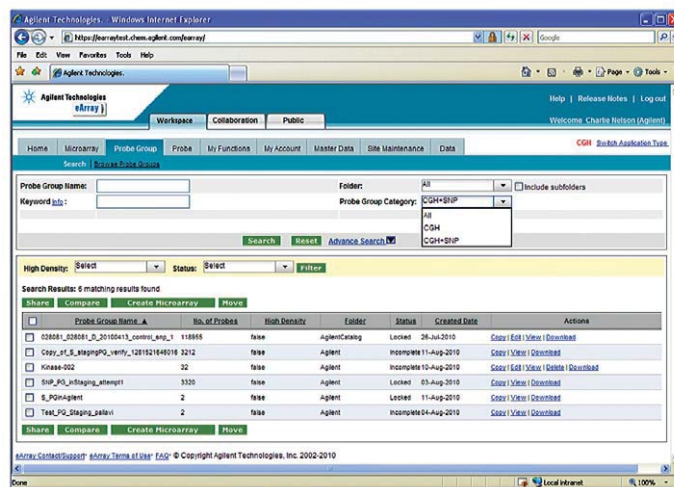 Agilent Technologies. - Windows Internet Explorer
https://earraytest.chem.agilent.com/earray/
Google
File Edit View Favorites Tools Help
Agilent Technologies.
Page Tools
Agilent Technologies
eArray
Help | Release Notes | Log out
Workspace Collaboration Public
Welcome Charlie Nelson (Agilent)
Home Microarray Probe Group Probe My Functions My Account Master Data Site Maintenance Data
CGH Switch Application Type
Search | Browse Probe Groups
Probe Group Name: Folder: All Include subfolders
Keyword Info : Probe Group Category: CGH+SNP
All
CGH
CGH+SNP
Search Reset Advance Search
High Density: Select Status: Select Filter
Search Results: 6 matching results found
Share Compare Create Microarray Move
Probe Group Name ▲ No. of Probes High Density Folder Status Created Date Actions
028081_028081_D_20100413_control_snp_1 118955 false AgilentCatalog Locked 26-Jul-2010 Copy | Edit | View | Download
Copy_of_S_stagingPG_verify_1281521646016 3212 false Agilent Incomplete 11-Aug-2010 Copy | View | Download
Kinase-002 32 false Agilent Incomplete 10-Aug-2010 Copy | Edit | View | Delete | Download
SNP_PG_inStaging_attempt1 3320 false Agilent Locked 03-Aug-2010 Copy | View | Download
S_PGinAgilent 2 false Agilent Locked 11-Aug-2010 Copy | View | Download
Test_PG_Staging_pallavi 2 false Agilent Incomplete 04-Aug-2010 Copy | View | Download
Share Compare Create Microarray Move
eArray Contact/Support· eArray Terms of Use· FAQ· © Copyright Agilent Technologies, Inc. 2002-2010
Done Local intranet 100%